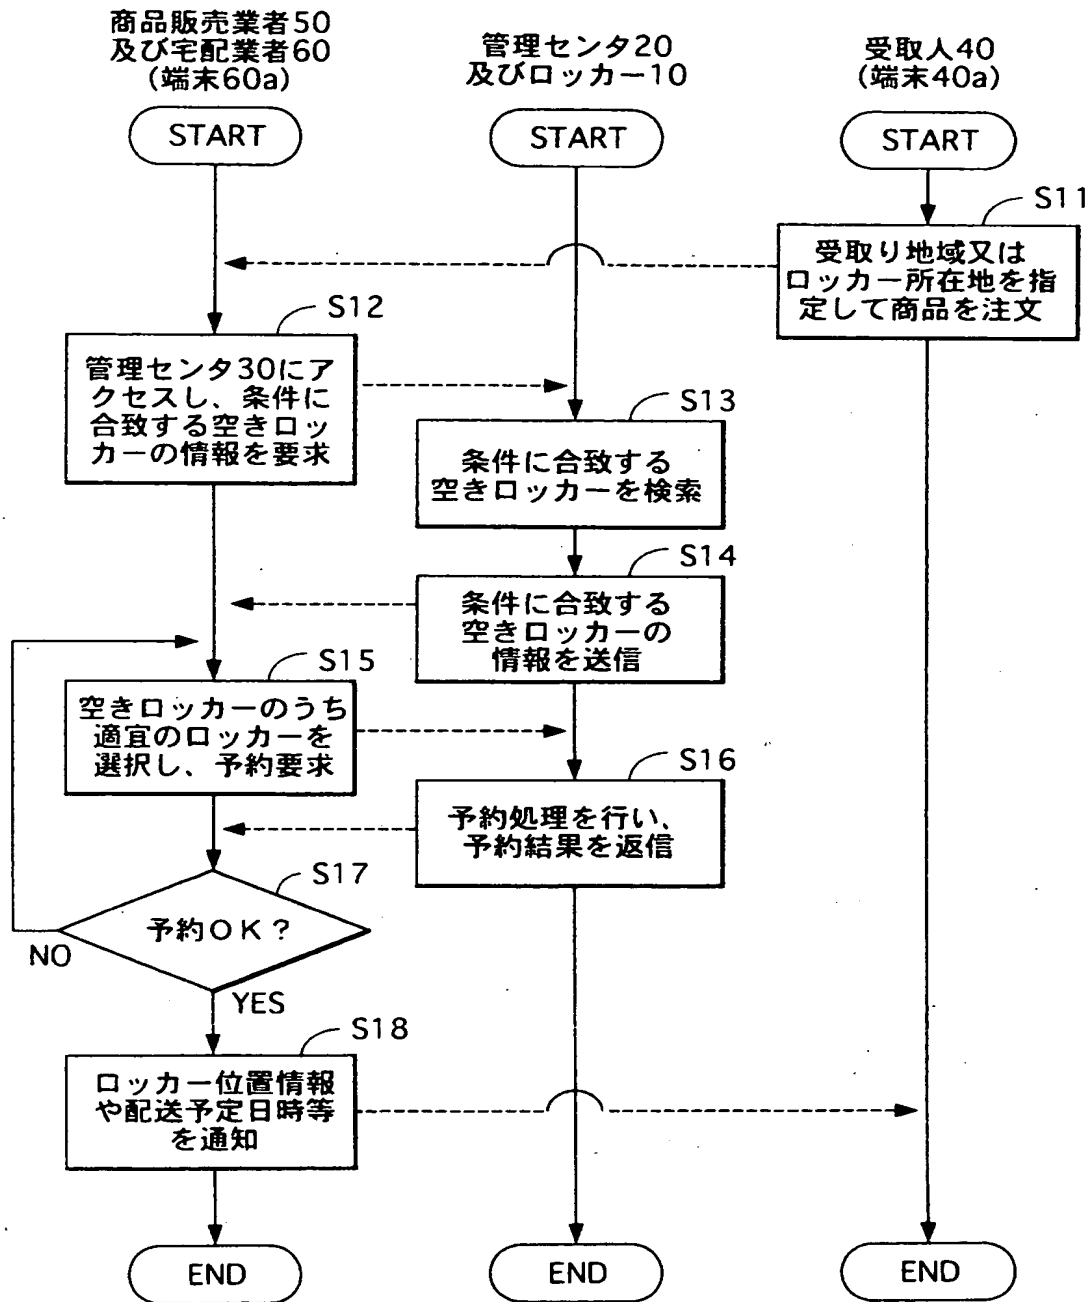 商品販売業者50
及び宅配業者60
(端末60a)
管理センタ20
及びロッカー10
受取人40
(端末40a)
START
START
START
S11
受取り地域又は
ロッカー所在地を指
定して商品を注文
S12
管理センタ30にア
クセスし、条件に
合致する空きロッ
カーの情報を要求
S13
条件に合致する
空きロッカーを検索
S14
条件に合致する
空きロッカーの
情報を送信
S15
空きロッカーのうち
適宜のロッカーを
選択し、予約要求
S16
予約処理を行い、
予約結果を返信
S17
予約OK?
NO
YES
S18
ロッカー位置情報
や配送予定日時等
を通知
END
END
END